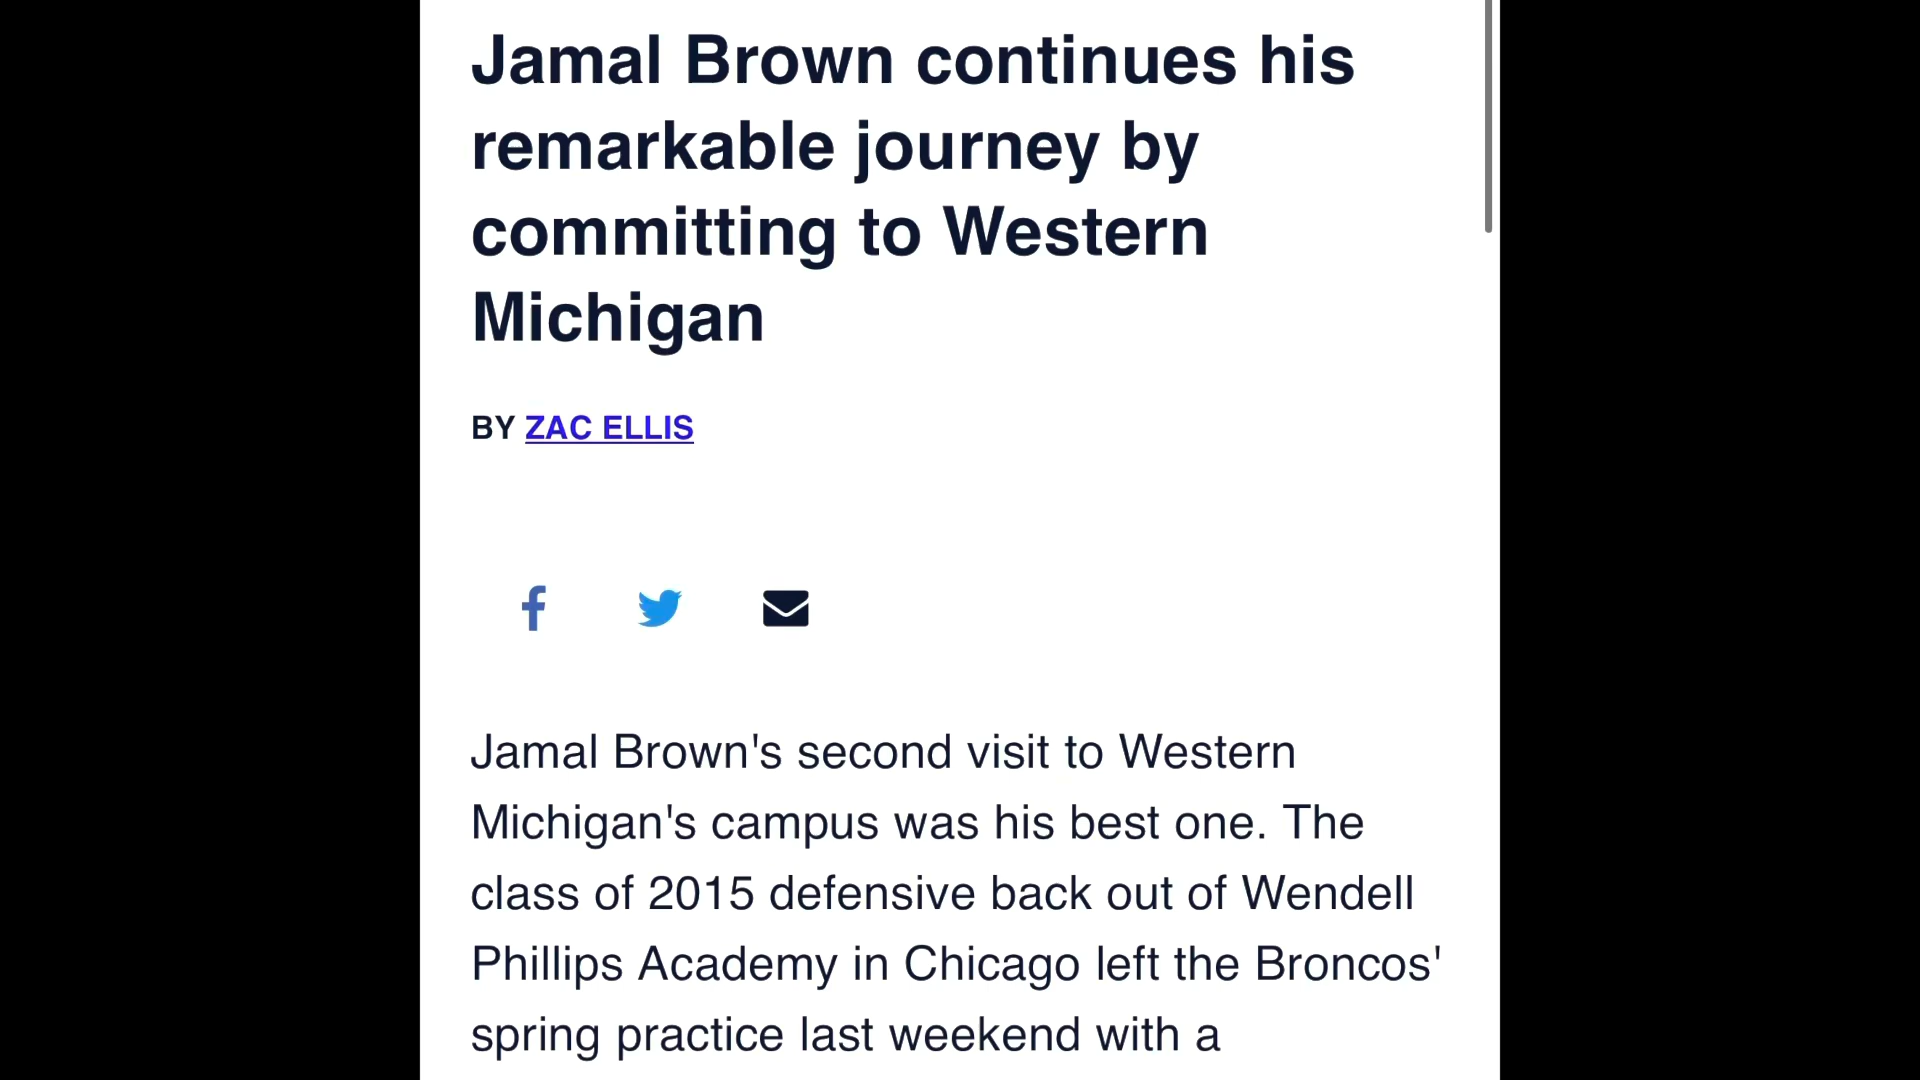 Jamal Brown continues his
remarkable journey by
committing to Western
Michigan
BY ZAC ELLIS
Jamal Brown's second visit to Western
Michigan's campus was his best one. The
class of 2015 defensive back out of Wendell
Phillips Academy in Chicago left the Broncos'
spring practice last weekend with a